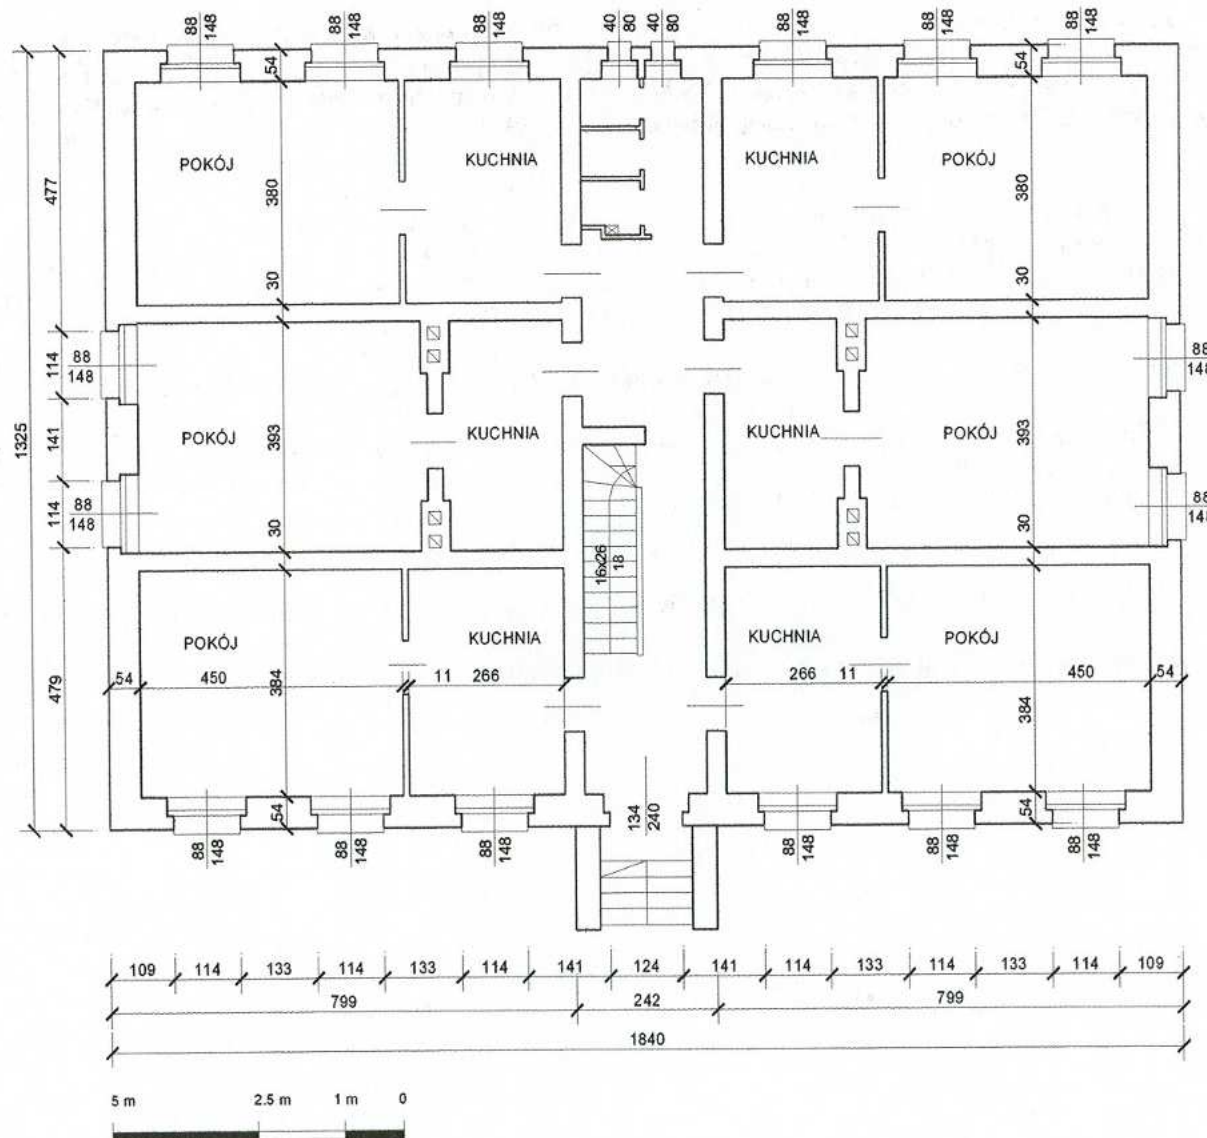 88 148 88 148 88 148 40 80 40 80 88 148 88 148 88 148
54 54
477 POKÓJ 380 KUCHNIA KUCHNIA POKÓJ 380
30 30
1325
114 88 148 88 148
141 POKÓJ 393 KUCHNIA KUCHNIA POKÓJ 393
114 88 148 88 148
30 30
16x26
18
479 POKÓJ KUCHNIA KUCHNIA POKÓJ
54 450 384 11 266 266 11 450 54
384
54 134 240 54
88 148 88 148 88 148 88 148 88 148 88 148
109 114 133 114 133 114 141 124 141 114 133 114 133 114 109
799 242 799
1840
5 m 2.5 m 1 m 0